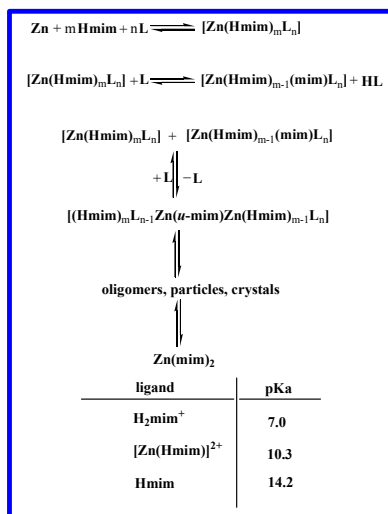 Zn + mHmim + nL ⇌ [Zn(Hmim)mLn]
[Zn(Hmim)mLn] + L ⇌ [Zn(Hmim)m-1(mim)Ln] + HL
[Zn(Hmim)mLn] + [Zn(Hmim)m-1(mim)Ln]
+L ⇌ −L
[(Hmim)mLn-1Zn(u-mim)Zn(Hmim)m-1Ln]
oligomers, particles, crystals
Zn(mim)2
ligand pKa
H2mim+ 7.0
[Zn(Hmim)]2+ 10.3
Hmim 14.2